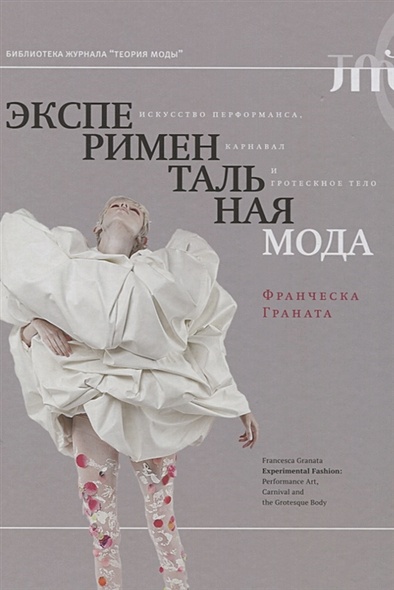 БИБЛИОТЕКА ЖУРНАЛА "ТЕОРИЯ МОДЫ"
ЭКСПЕ
ИСКУССТВО ПЕРФОРМАНСА,
РИМЕН
КАРНАВАЛ
И
ТАЛЬ
ГРОТЕСКНОЕ ТЕЛО
НАЯ
МОДА
ФРАНЧЕСКА
ГРАНАТА
Francesca Granata
Experimental Fashion:
Performance Art,
Carnival and
the Grotesque Body